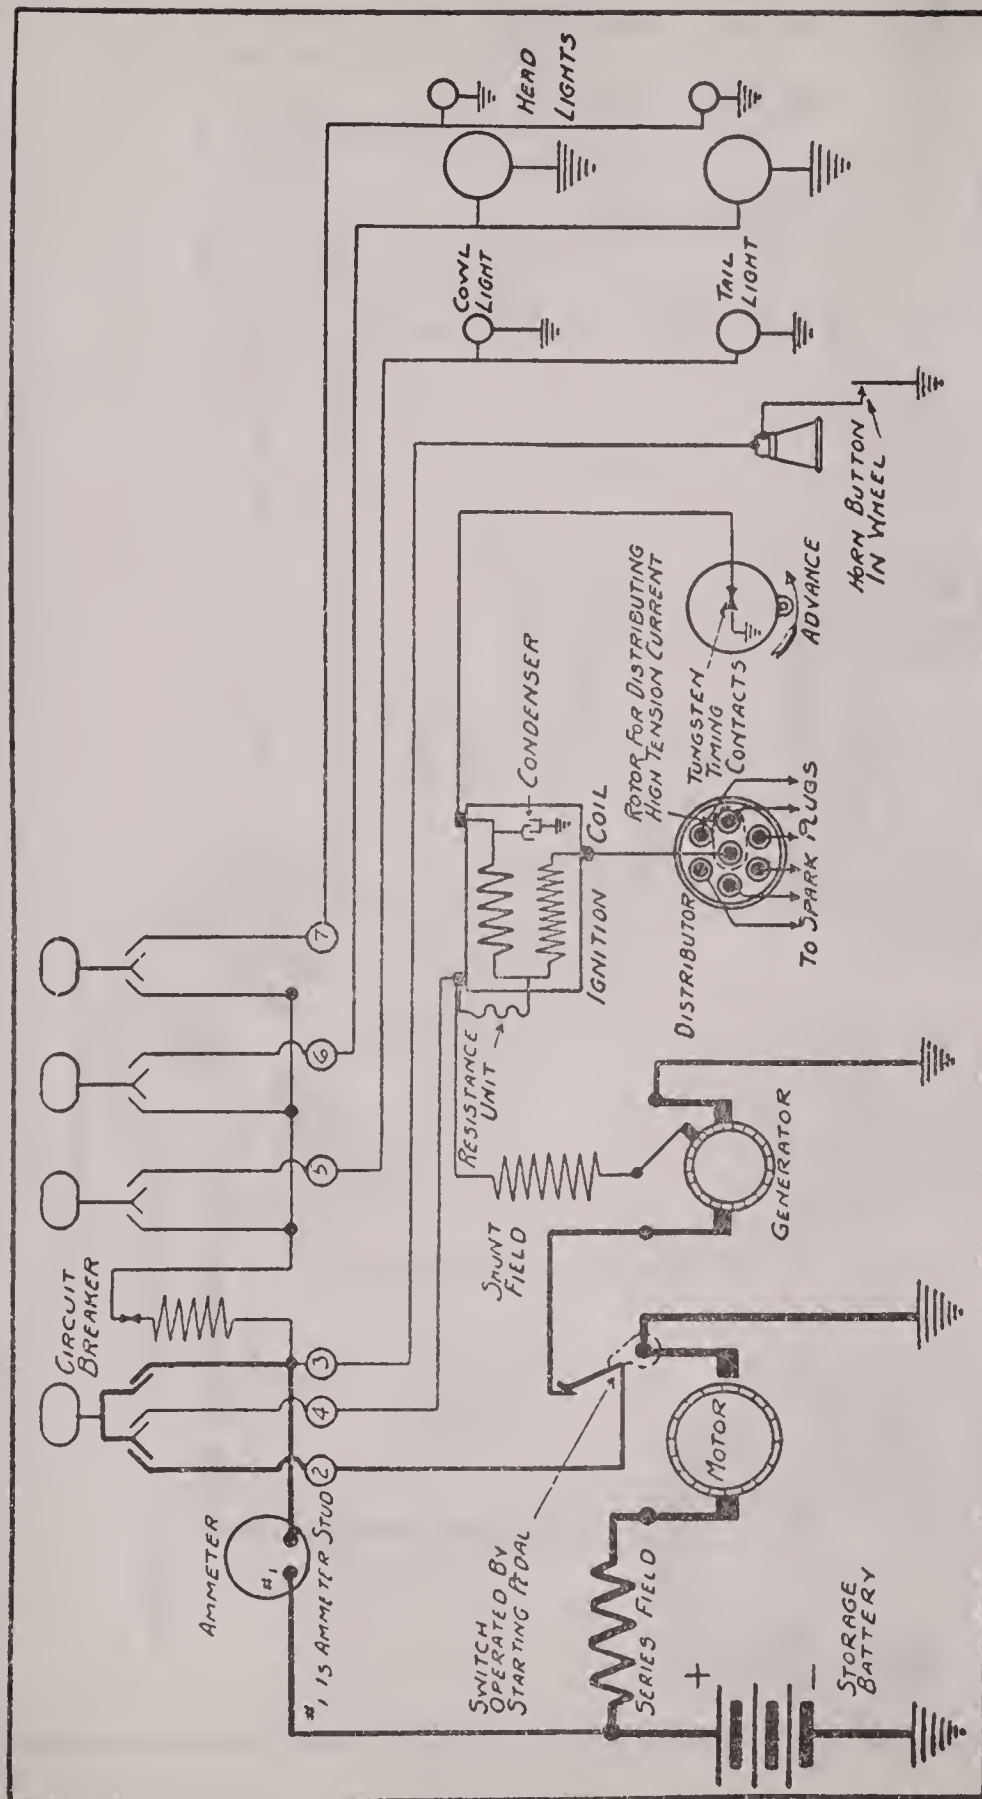 AMMETER
#1
#1 IS AMMETER STUD
CIRCUIT
BREAKER
2
4
3
5
6
7
SWITCH
OPERATED BY
STARTING PEDAL
SERIES FIELD
+
-
STORAGE
BATTERY
MOTOR
SHUNT
FIELD
GENERATOR
RESISTANCE
UNIT
IGNITION COIL
CONDENSER
DISTRIBUTOR
ROTOR FOR DISTRIBUTING
HIGH TENSION CURRENT
TUNGSTEN
TIMING
CONTACTS
TO SPARK PLUGS
ADVANCE
HORN BUTTON
IN WHEEL
COWL
LIGHT
TAIL
LIGHT
HEAD
LIGHTS